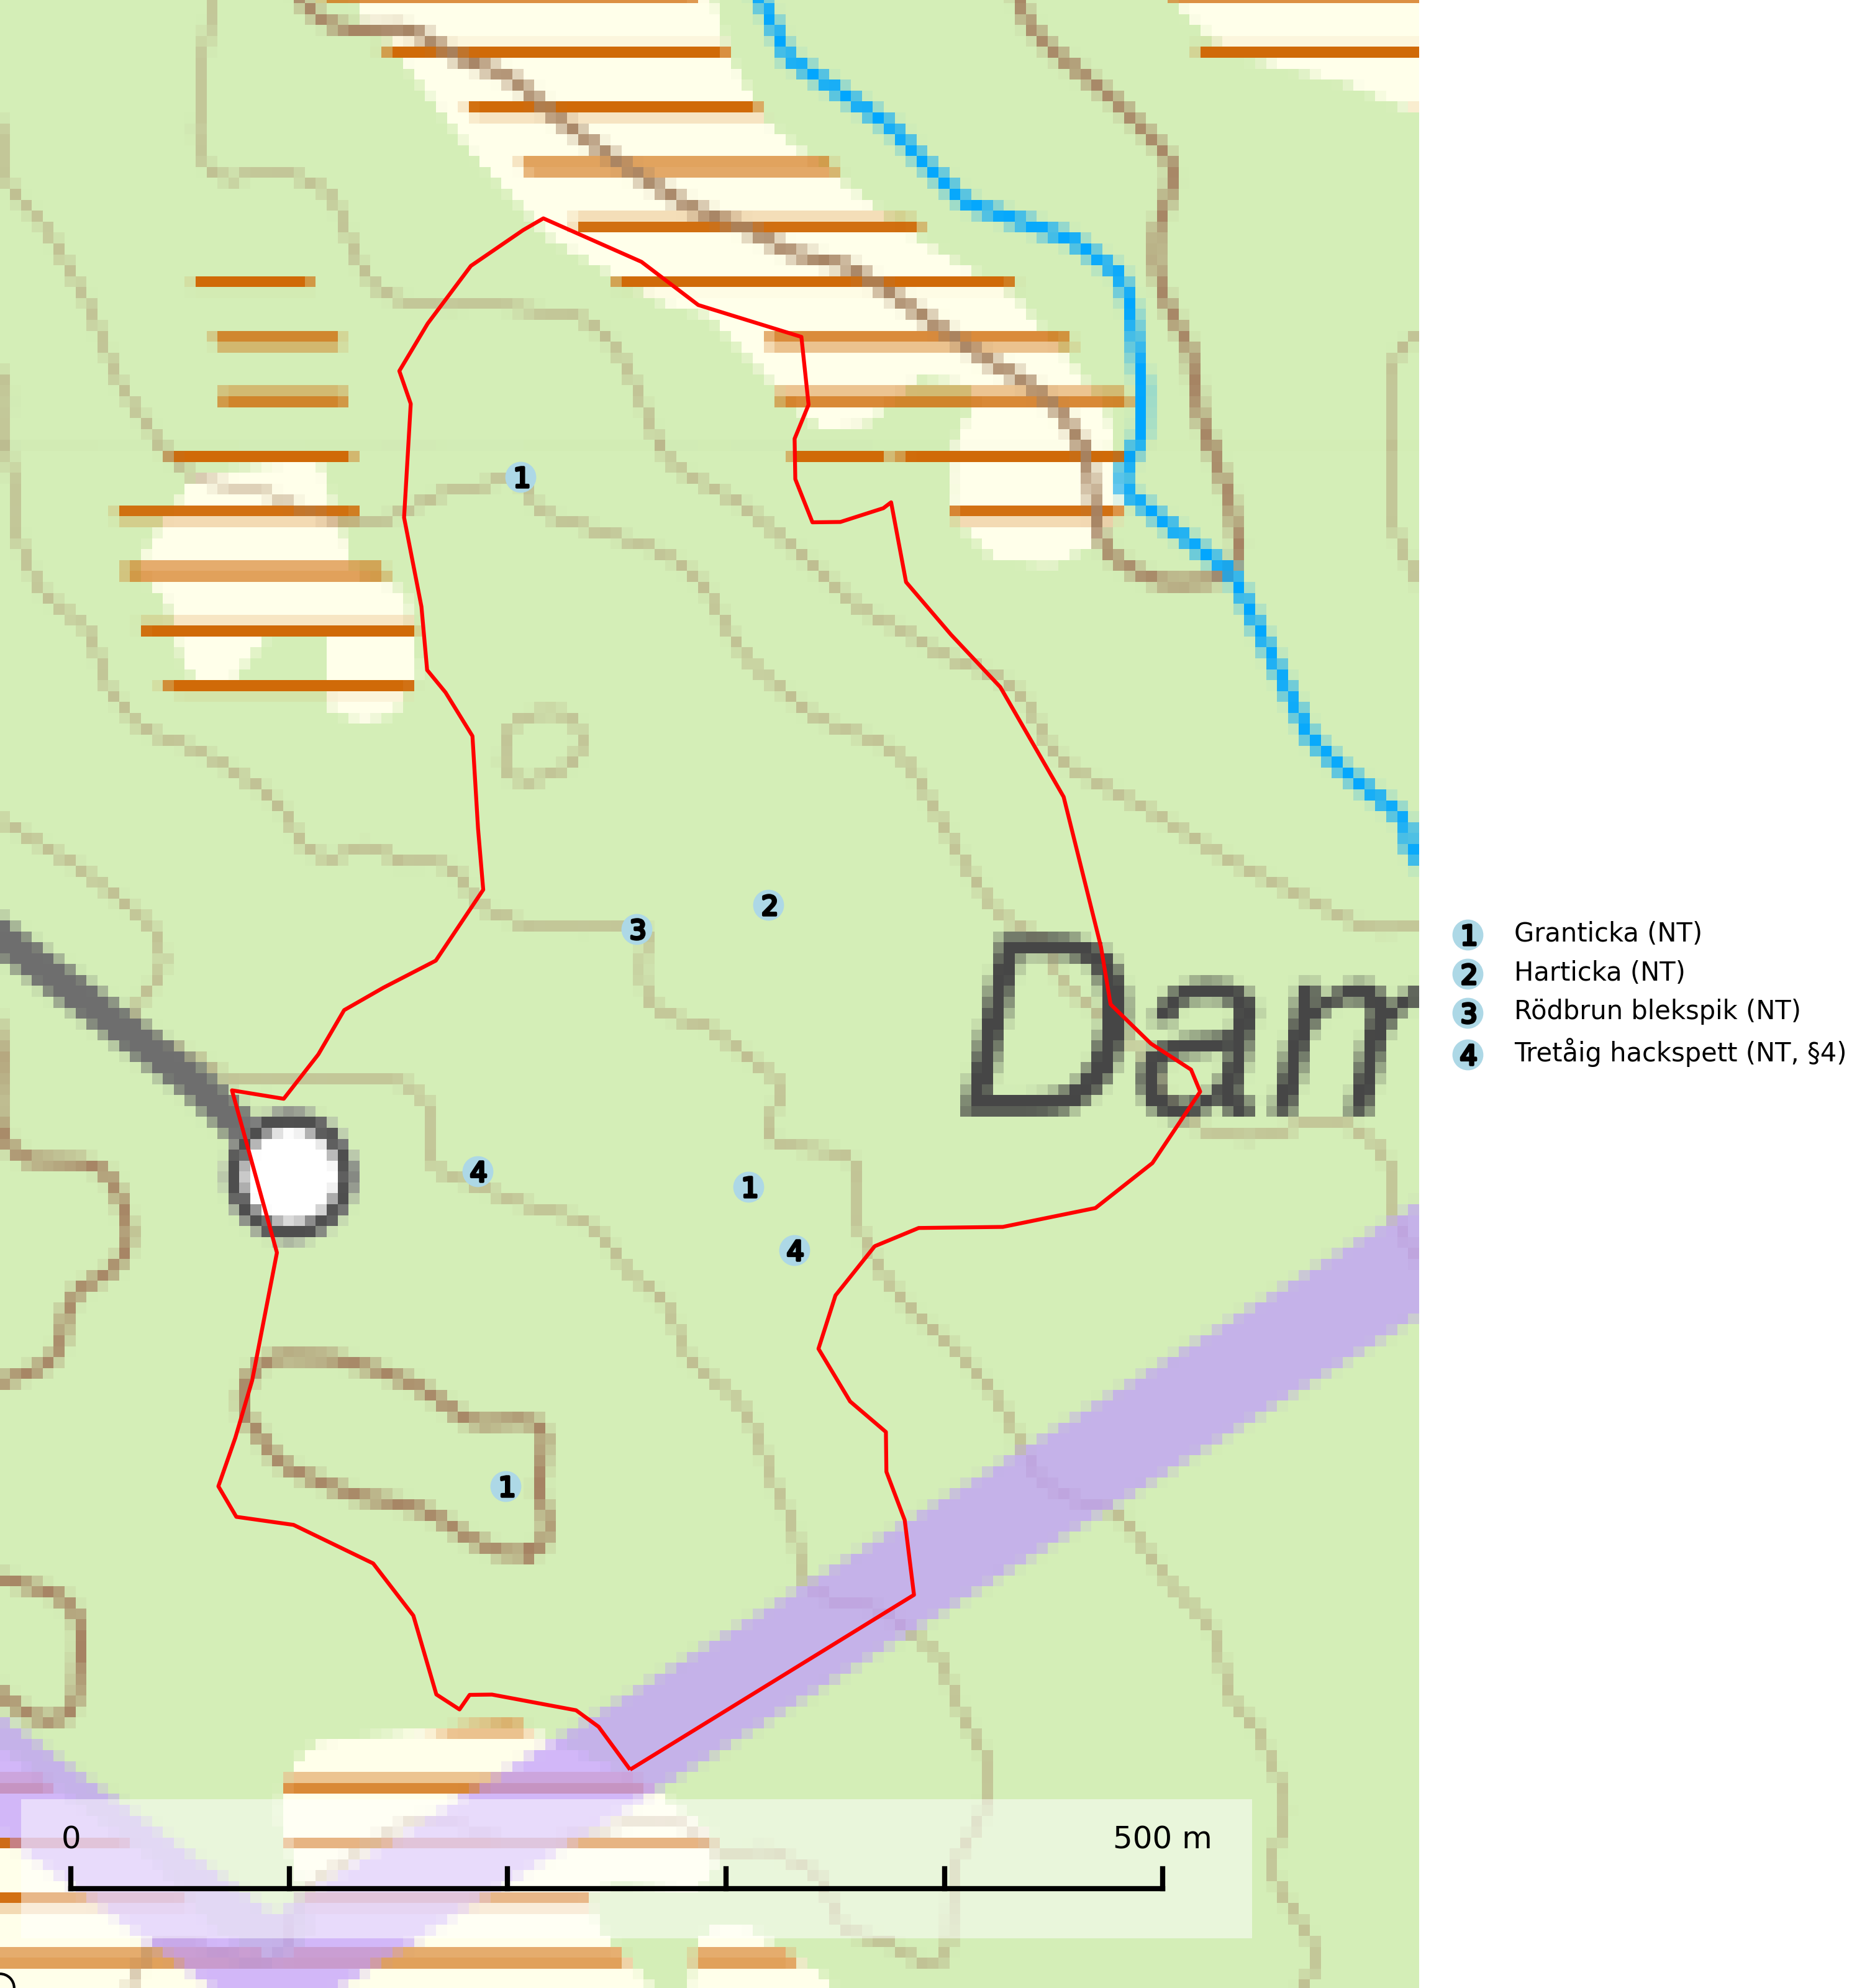 1
2
3
Dan
4
1
4
1
0 500 m
1 Granticka (NT)
2 Harticka (NT)
3 Rödbrun blekspik (NT)
4 Tretåig hackspett (NT, §4)